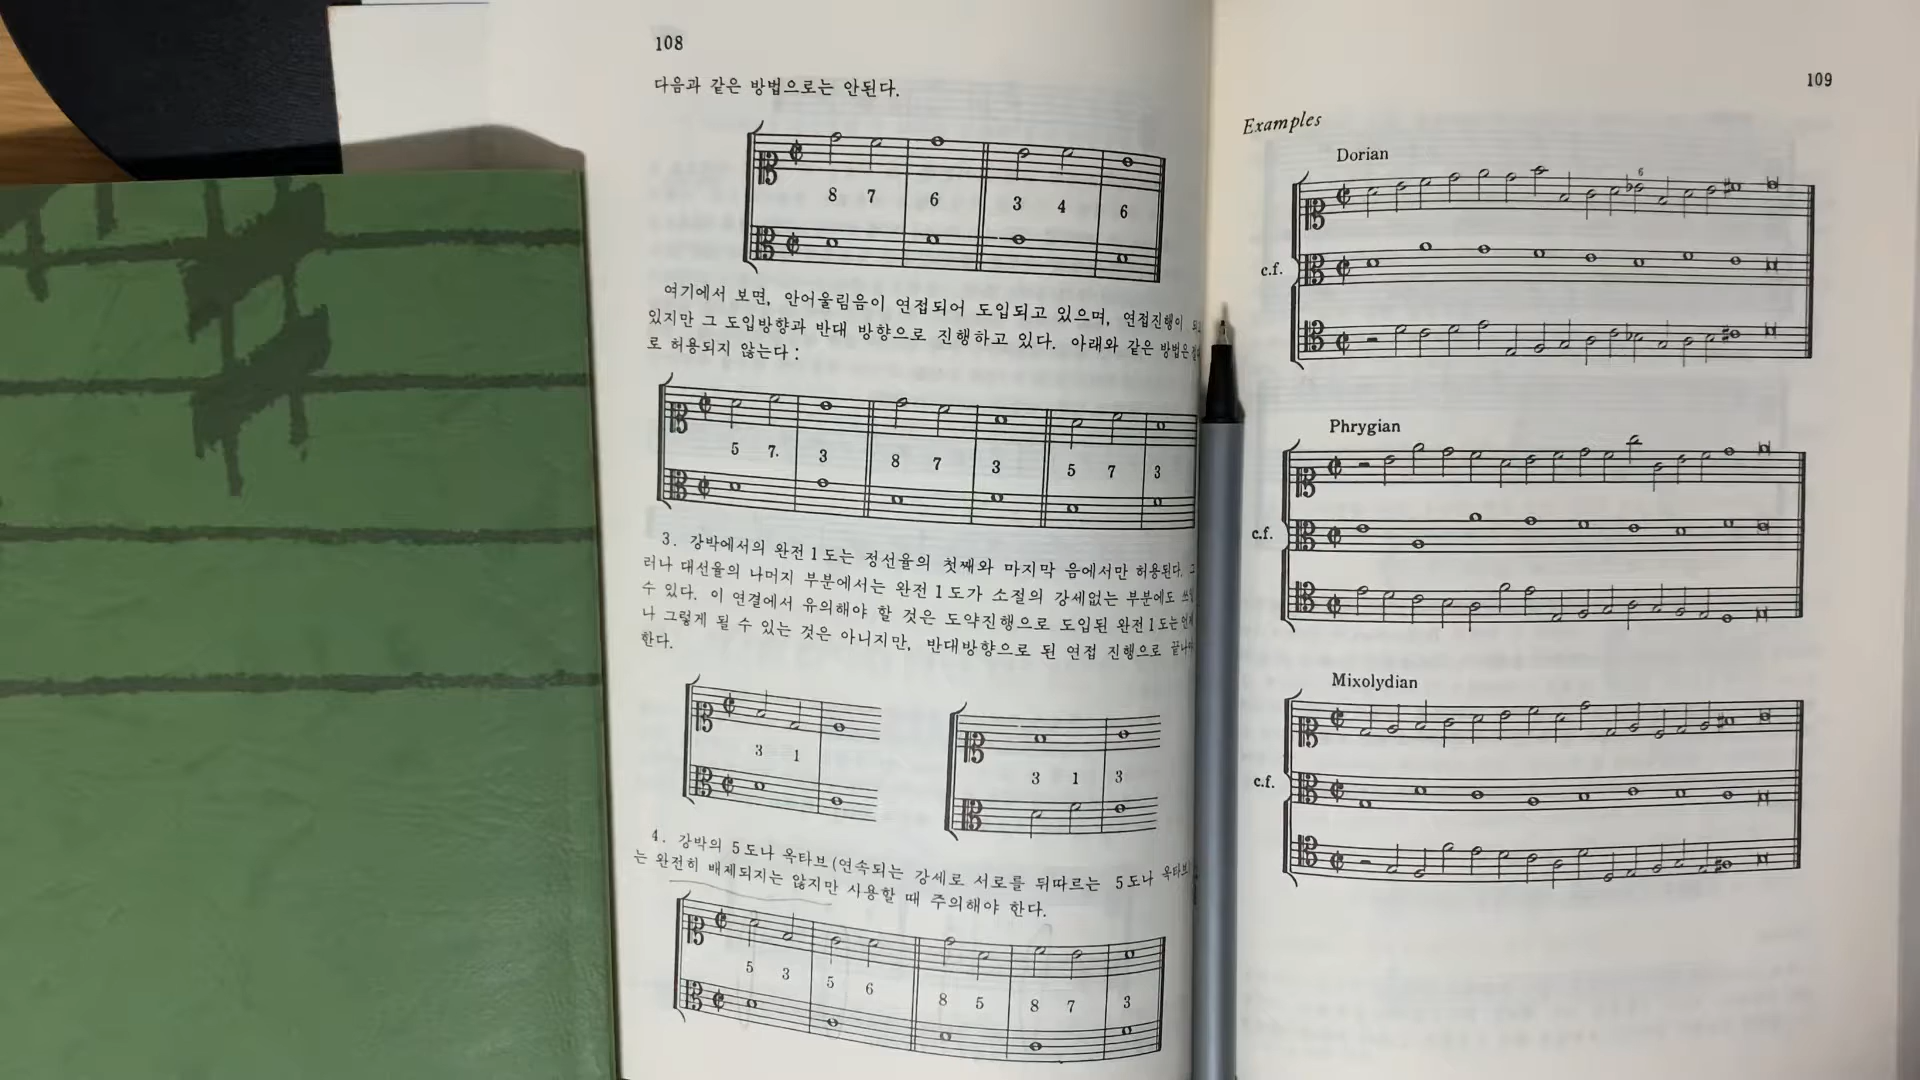 108
다음과 같은 방법으로는 안된다.
8 7 6 3 4 6
여기에서 보면, 안어울림음이 연접되어 도입되고 있으며, 연접진행이
있지만 그 도입방향과 반대 방향으로 진행하고 있다. 아래와 같은 방법은
로 허용되지 않는다 :
5 7. 3 8 7 3 5 7 3
3. 강박에서의 완전 1 도는 정선율의 첫째와 마지막 음에서만 허용된다. 그
러나 대선율의 나머지 부분에서는 완전 1 도가 소절의 강세없는 부분에도
수 있다. 이 연결에서 유의해야 할 것은 도약진행으로 도입된 완전 1 도는
나 그렇게 될 수 있는 것은 아니지만, 반대방향으로 된 연접 진행으로
한다.
3 1
3 1 3
4. 강박의 5 도나 옥타브(연속되는 강세로 서로를 뒤따르는 5 도나 옥타브)
는 완전히 배제되지는 않지만 사용할 때 주의해야 한다.
5 3 5 6 8 5 8 7 3
109
Examples
Dorian
6
c.f.
Phrygian
c.f.
Mixolydian
c.f.